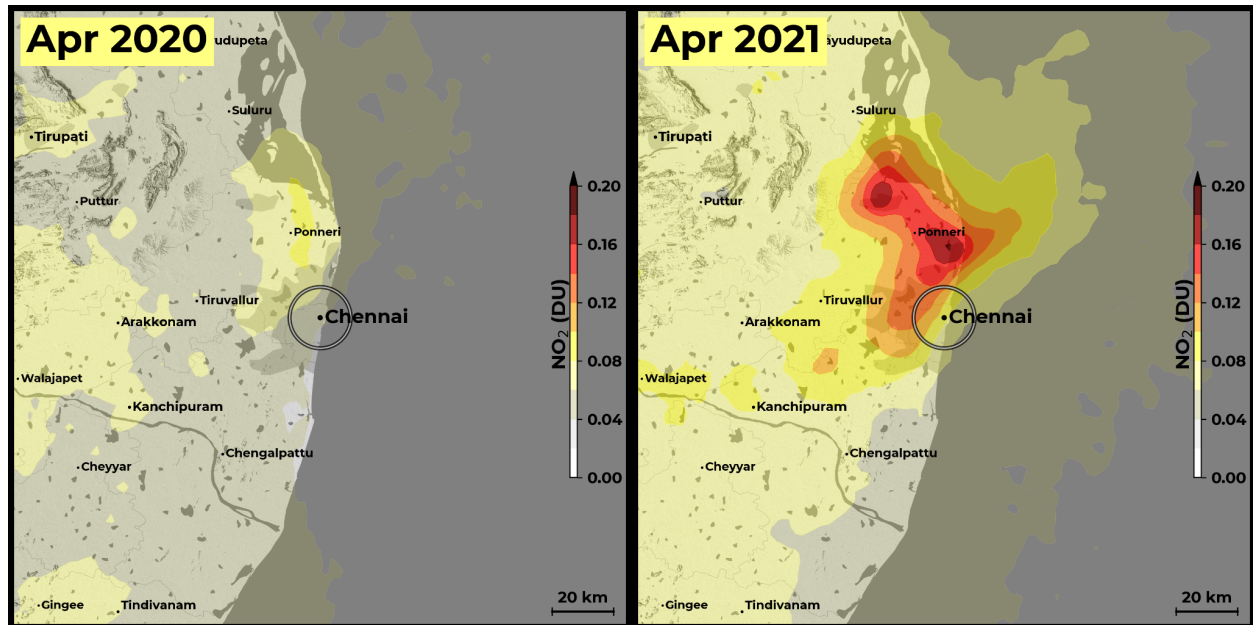 Apr 2020
udupeta
Suluru
Tirupati
Puttur
Ponneri
Tiruvallur
Chennai
Arakkonam
Walajapet
Kanchipuram
Chengalpattu
Cheyyar
Gingee
Tindivanam
0.20
0.16
0.12
0.08
0.04
0.00
NO₂ (DU)
20 km
Apr 2021
ayudupeta
Suluru
Tirupati
Puttur
Ponneri
Tiruvallur
Chennai
Arakkonam
Walajapet
Kanchipuram
Chengalpattu
Cheyyar
Gingee
Tindivanam
0.20
0.16
0.12
0.08
0.04
0.00
NO₂ (DU)
20 km